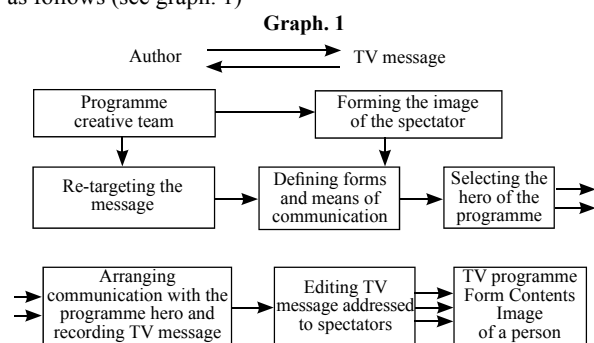 as follows (see graph. 1)
Graph. 1
Author
TV message
Programme
creative team
Forming the image
of the spectator
Re-targeting the
message
Defining forms
and means of
communication
Selecting the
hero of the
programme
Arranging
communication with the
programme hero and
recording TV message
Editing TV
message addressed
to spectators
TV programme
Form Contents
Image
of a person